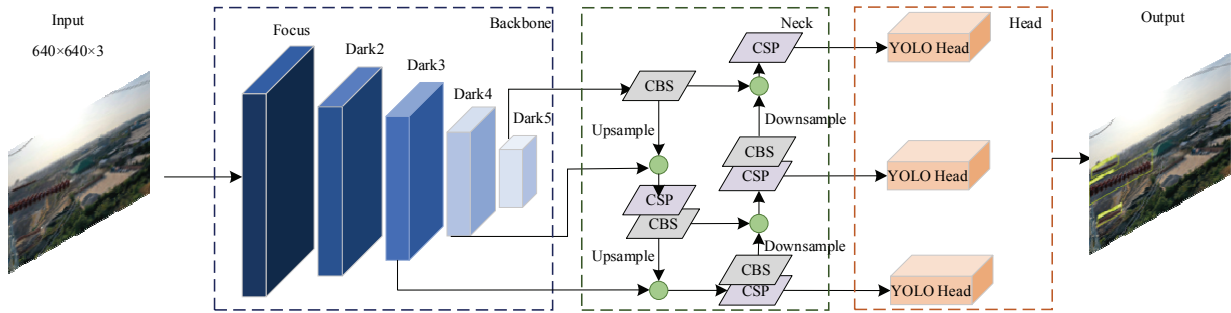 Input
640×640×3
Backbone
Focus
Dark2
Dark3
Dark4
Dark5
Neck
CSP
CBS
Upsample
Downsample
CBS
CSP
CSP
CBS
Upsample
Downsample
CBS
CSP
Head
YOLO Head
YOLO Head
YOLO Head
Output